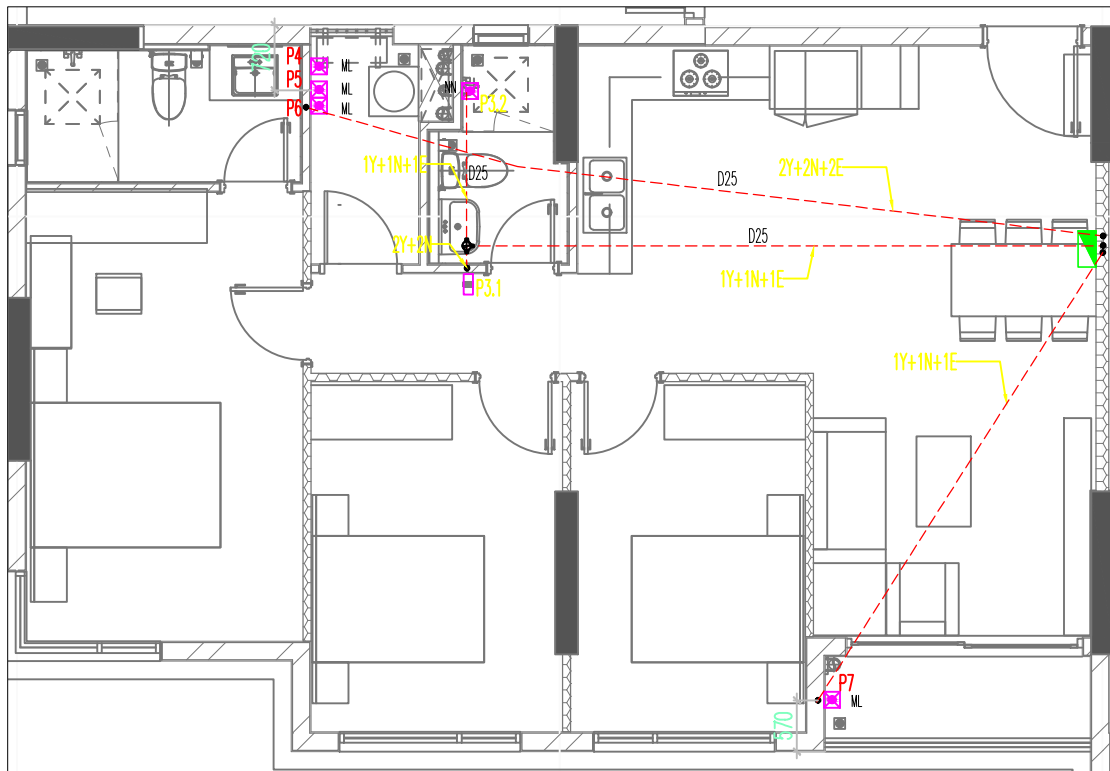 720
P4
ML
P5
ML
P6
ML
NN
P3.2
1Y+1N+1E
D25
D25
2Y+2N+2E
2Y+2N
D25
1Y+1N+1E
P3.1
1Y+1N+1E
P7
ML
570